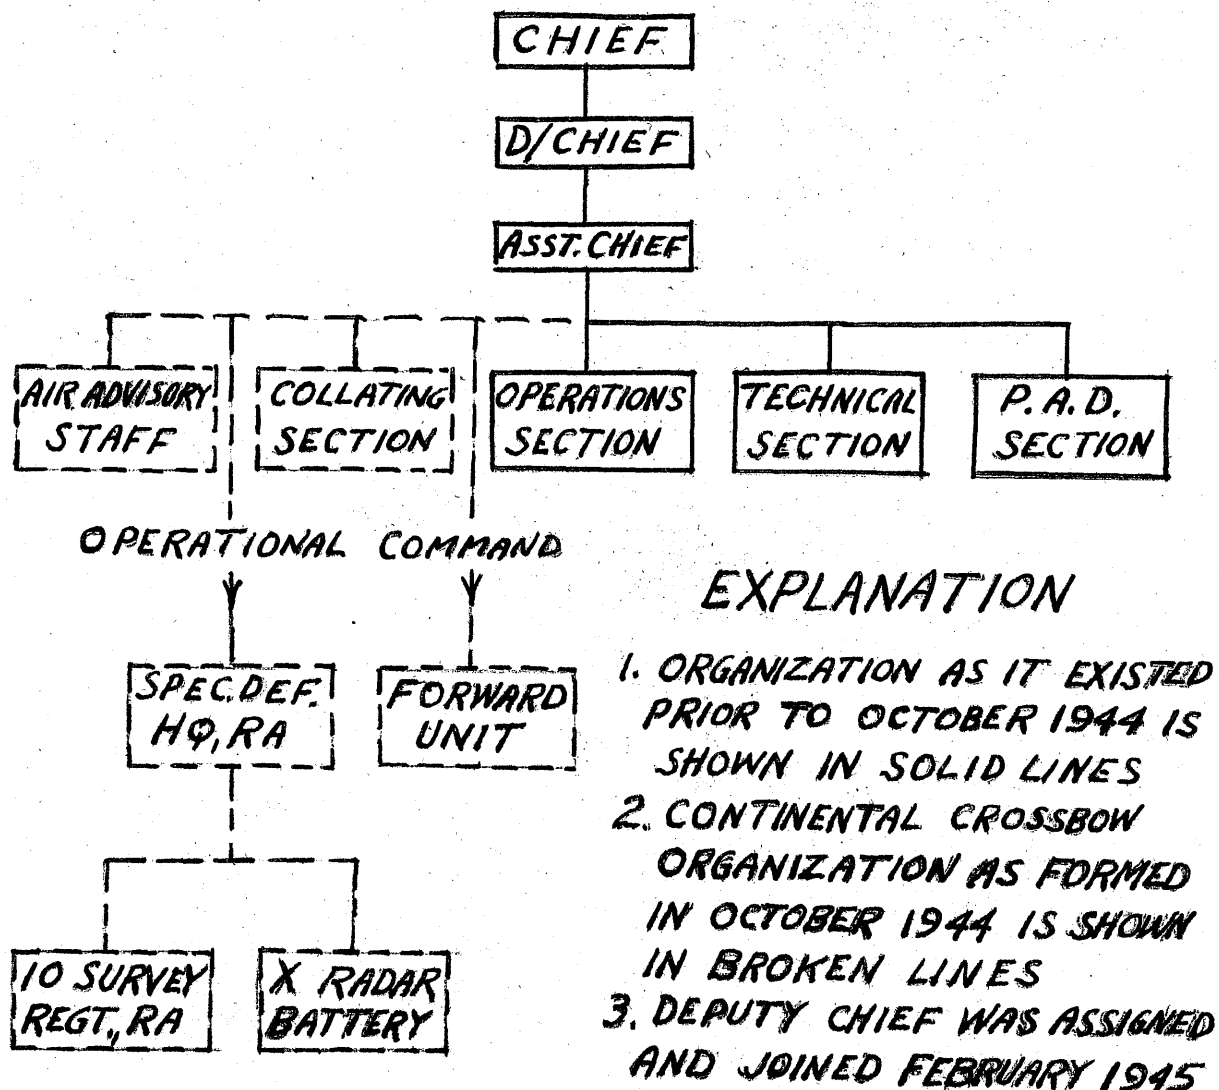 CHIEF
D/CHIEF
ASST. CHIEF
AIR ADVISORY
STAFF
COLLATING
SECTION
OPERATIONS
SECTION
TECHNICAL
SECTION
P. A. D.
SECTION
OPERATIONAL COMMAND
SPEC. DEF.
HQ, RA
FORWARD
UNIT
10 SURVEY
REGT., RA
X RADAR
BATTERY
EXPLANATION
1. ORGANIZATION AS IT EXISTED
PRIOR TO OCTOBER 1944 IS
SHOWN IN SOLID LINES
2. CONTINENTAL CROSSBOW
ORGANIZATION AS FORMED
IN OCTOBER 1944 IS SHOWN
IN BROKEN LINES
3. DEPUTY CHIEF WAS ASSIGNED
AND JOINED FEBRUARY 1945